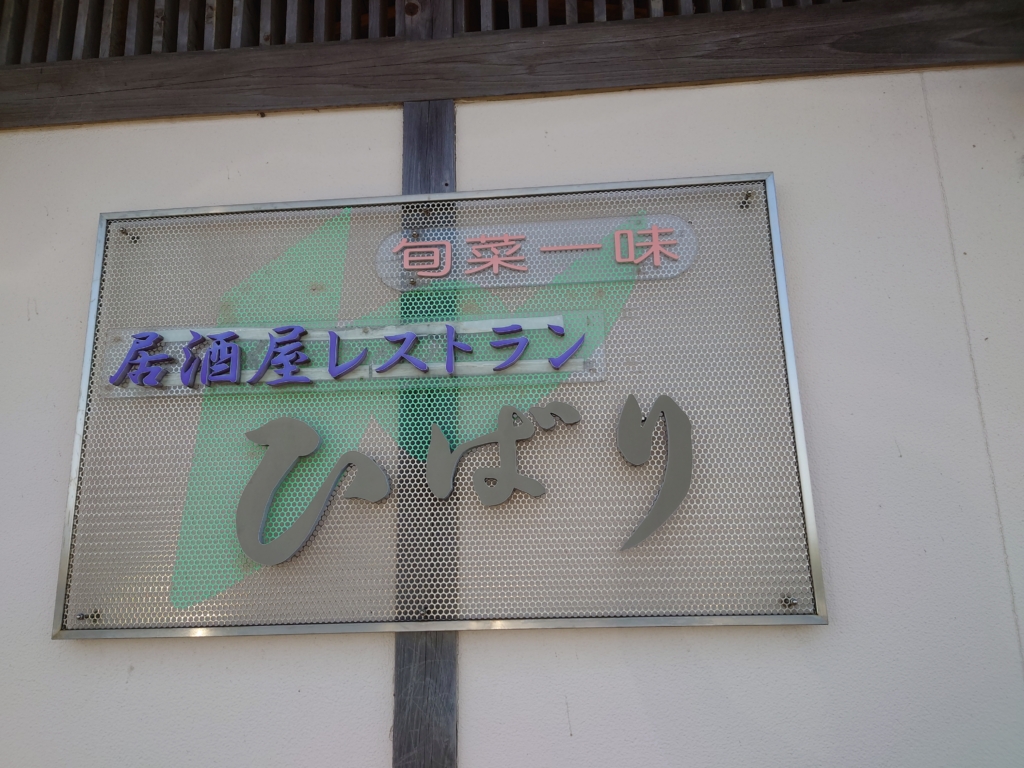 旬菜一味
居酒屋レストラン
ひばり